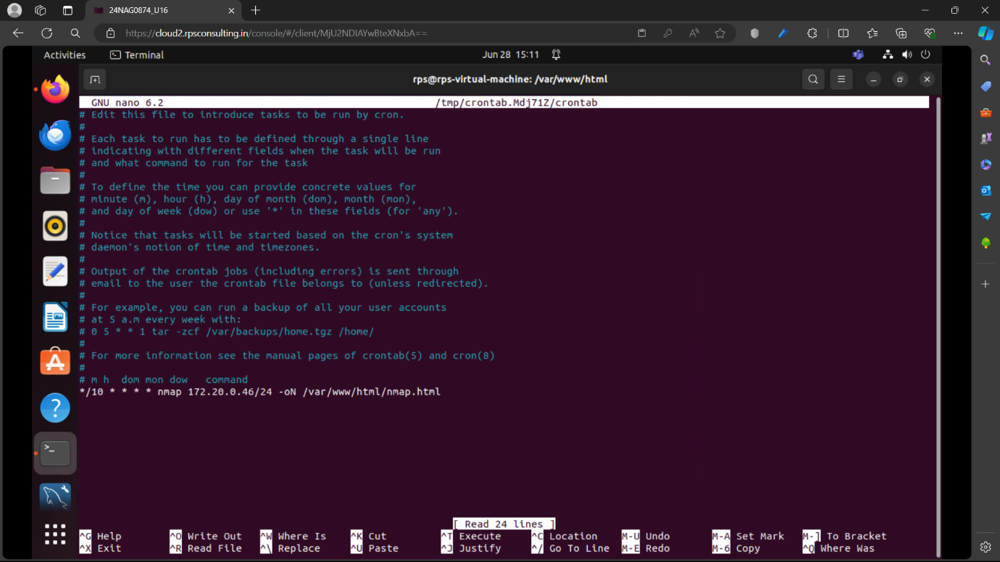 24NAG0874_U16
https://cloud2.rpsconsulting.in/console/#/client/MjU2NDIAYwBteXNxbA==
Activities
Terminal
Jun 28 15:11
rps@rps-virtual-machine: /var/www/html
GNU nano 6.2 /tmp/crontab.Mdj71Z/crontab
# Edit this file to introduce tasks to be run by cron.
#
# Each task to run has to be defined through a single line
# indicating with different fields when the task will be run
# and what command to run for the task
#
# To define the time you can provide concrete values for
# minute (m), hour (h), day of month (dom), month (mon),
# and day of week (dow) or use '*' in these fields (for 'any').
#
# Notice that tasks will be started based on the cron's system
# daemon's notion of time and timezones.
#
# Output of the crontab jobs (including errors) is sent through
# email to the user the crontab file belongs to (unless redirected).
#
# For example, you can run a backup of all your user accounts
# at 5 a.m every week with:
# 0 5 * * 1 tar -zcf /var/backups/home.tgz /home/
#
# For more information see the manual pages of crontab(5) and cron(8)
#
# m h  dom mon dow   command
*/10 * * * * nmap 172.20.0.46/24 -oN /var/www/html/nmap.html
[ Read 24 lines ]
^G Help ^O Write Out ^W Where Is ^K Cut ^T Execute ^C Location M-U Undo M-A Set Mark M-] To Bracket
^X Exit ^R Read File ^\ Replace ^U Paste ^J Justify ^/ Go To Line M-E Redo M-6 Copy ^Q Where Was